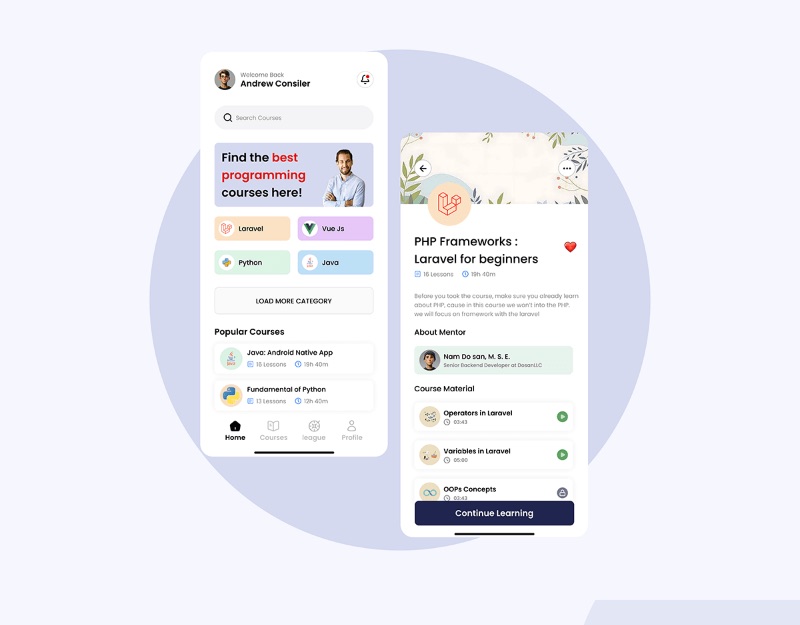 Welcome Back
Andrew Consiler
Search Courses
Find the best
programming
courses here!
Laravel
Vue Js
Python
Java
LOAD MORE CATEGORY
Popular Courses
Java: Android Native App
16 Lessons
15h 40m
Fundamental of Python
13 Lessons
12h 40m
Home
Courses
league
Profile
PHP Frameworks :
Laravel for beginners
16 Lessons
19h 40m
Before you took the course, make sure you already learn
about PHP, cause in this course we won't into the PHP.
we will focus on framework with the laravel
About Mentor
Nam Do san, M. S. E.
Senior Backend Developer at DosanLLC
Course Material
Operators in Laravel
03:43
Variables in Laravel
05:80
OOPs Concepts
03:43
Continue Learning